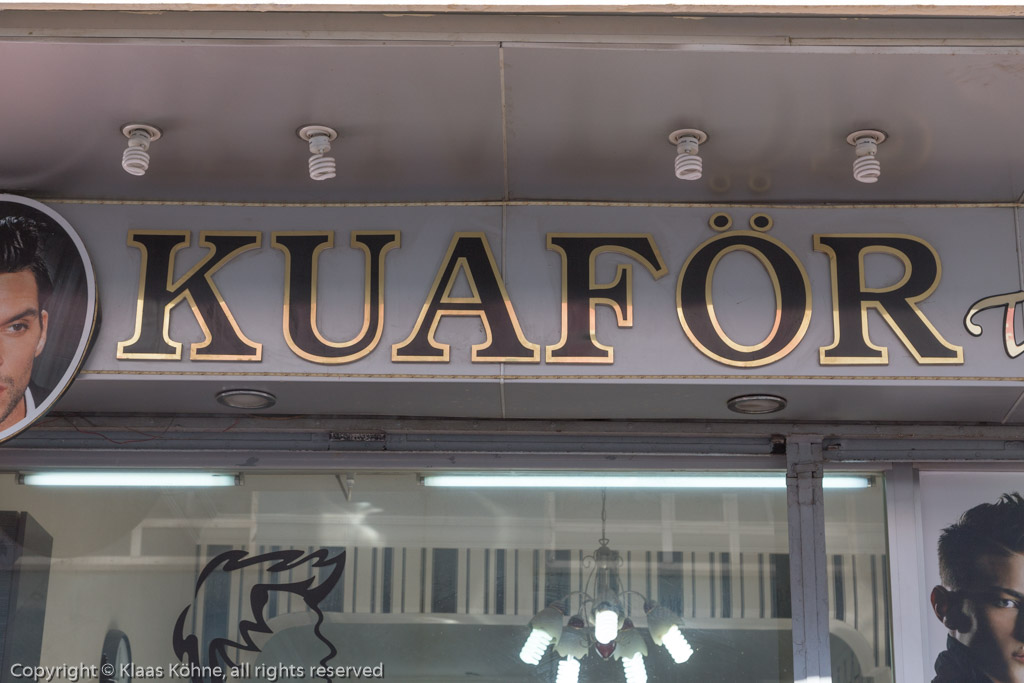 KUAFÖR
Copyright © Klaas Köhne, all rights reserved